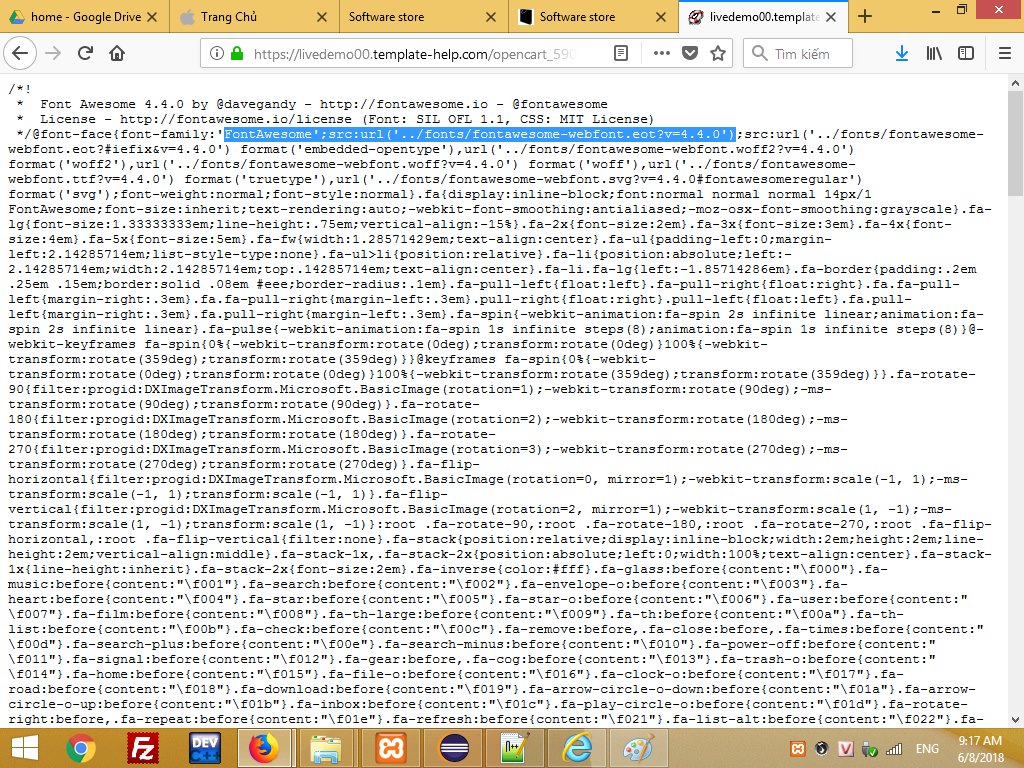 home - Google Drive
Trang Chủ
Software store
Software store
livedemo00.template
https://livedemo00.template-help.com/opencart_590
Tìm kiếm
/*!
 *  Font Awesome 4.4.0 by @davegandy - http://fontawesome.io - @fontawesome
 *  License - http://fontawesome.io/license (Font: SIL OFL 1.1, CSS: MIT License)
 */@font-face{font-family:'FontAwesome';src:url('../fonts/fontawesome-webfont.eot?v=4.4.0');src:url('../fonts/fontawesome-
webfont.eot?#iefix&v=4.4.0') format('embedded-opentype'),url('../fonts/fontawesome-webfont.woff2?v=4.4.0')
format('woff2'),url('../fonts/fontawesome-webfont.woff?v=4.4.0') format('woff'),url('../fonts/fontawesome-
webfont.ttf?v=4.4.0') format('truetype'),url('../fonts/fontawesome-webfont.svg?v=4.4.0#fontawesomeregular')
format('svg');font-weight:normal;font-style:normal}.fa{display:inline-block;font:normal normal normal 14px/1
FontAwesome;font-size:inherit;text-rendering:auto;-webkit-font-smoothing:antialiased;-moz-osx-font-smoothing:grayscale}.fa-
lg{font-size:1.33333333em;line-height:.75em;vertical-align:-15%}.fa-2x{font-size:2em}.fa-3x{font-size:3em}.fa-4x{font-
size:4em}.fa-5x{font-size:5em}.fa-fw{width:1.28571429em;text-align:center}.fa-ul{padding-left:0;margin-
left:2.14285714em;list-style-type:none}.fa-ul>li{position:relative}.fa-li{position:absolute;left:-
2.14285714em;width:2.14285714em;top:.14285714em;text-align:center}.fa-li.fa-lg{left:-1.85714286em}.fa-border{padding:.2em
.25em .15em;border:solid .08em #eee;border-radius:.1em}.fa-pull-left{float:left}.fa-pull-right{float:right}.fa.fa-pull-
left{margin-right:.3em}.fa.fa-pull-right{margin-left:.3em}.pull-right{float:right}.pull-left{float:left}.fa.pull-
left{margin-right:.3em}.fa.pull-right{margin-left:.3em}.fa-spin{-webkit-animation:fa-spin 2s infinite linear;animation:fa-
spin 2s infinite linear}.fa-pulse{-webkit-animation:fa-spin 1s infinite steps(8);animation:fa-spin 1s infinite steps(8)}@-
webkit-keyframes fa-spin{0%{-webkit-transform:rotate(0deg);transform:rotate(0deg)}100%{-webkit-
transform:rotate(359deg);transform:rotate(359deg)}}@keyframes fa-spin{0%{-webkit-
transform:rotate(0deg);transform:rotate(0deg)}100%{-webkit-transform:rotate(359deg);transform:rotate(359deg)}}.fa-rotate-
90{filter:progid:DXImageTransform.Microsoft.BasicImage(rotation=1);-webkit-transform:rotate(90deg);-ms-
transform:rotate(90deg);transform:rotate(90deg)}.fa-rotate-
180{filter:progid:DXImageTransform.Microsoft.BasicImage(rotation=2);-webkit-transform:rotate(180deg);-ms-
transform:rotate(180deg);transform:rotate(180deg)}.fa-rotate-
270{filter:progid:DXImageTransform.Microsoft.BasicImage(rotation=3);-webkit-transform:rotate(270deg);-ms-
transform:rotate(270deg);transform:rotate(270deg)}.fa-flip-
horizontal{filter:progid:DXImageTransform.Microsoft.BasicImage(rotation=0, mirror=1);-webkit-transform:scale(-1, 1);-ms-
transform:scale(-1, 1);transform:scale(-1, 1)}.fa-flip-
vertical{filter:progid:DXImageTransform.Microsoft.BasicImage(rotation=2, mirror=1);-webkit-transform:scale(1, -1);-ms-
transform:scale(1, -1);transform:scale(1, -1)}:root .fa-rotate-90,:root .fa-rotate-180,:root .fa-rotate-270,:root .fa-flip-
horizontal,:root .fa-flip-vertical{filter:none}.fa-stack{position:relative;display:inline-block;width:2em;height:2em;line-
height:2em;vertical-align:middle}.fa-stack-1x,.fa-stack-2x{position:absolute;left:0;width:100%;text-align:center}.fa-stack-
1x{line-height:inherit}.fa-stack-2x{font-size:2em}.fa-inverse{color:#fff}.fa-glass:before{content:"\f000"}.fa-
music:before{content:"\f001"}.fa-search:before{content:"\f002"}.fa-envelope-o:before{content:"\f003"}.fa-
heart:before{content:"\f004"}.fa-star:before{content:"\f005"}.fa-star-o:before{content:"\f006"}.fa-user:before{content:"
\f007"}.fa-film:before{content:"\f008"}.fa-th-large:before{content:"\f009"}.fa-th:before{content:"\f00a"}.fa-th-
list:before{content:"\f00b"}.fa-check:before{content:"\f00c"}.fa-remove:before,.fa-close:before,.fa-times:before{content:"
\f00d"}.fa-search-plus:before{content:"\f00e"}.fa-search-minus:before{content:"\f010"}.fa-power-off:before{content:"
\f011"}.fa-signal:before{content:"\f012"}.fa-gear:before,.fa-cog:before{content:"\f013"}.fa-trash-o:before{content:"
\f014"}.fa-home:before{content:"\f015"}.fa-file-o:before{content:"\f016"}.fa-clock-o:before{content:"\f017"}.fa-
road:before{content:"\f018"}.fa-download:before{content:"\f019"}.fa-arrow-circle-o-down:before{content:"\f01a"}.fa-arrow-
circle-o-up:before{content:"\f01b"}.fa-inbox:before{content:"\f01c"}.fa-play-circle-o:before{content:"\f01d"}.fa-rotate-
right:before,.fa-repeat:before{content:"\f01e"}.fa-refresh:before{content:"\f021"}.fa-list-alt:before{content:"\f022"}.fa-
Fz
DEV
C++
ENG
9:17 AM
6/8/2018